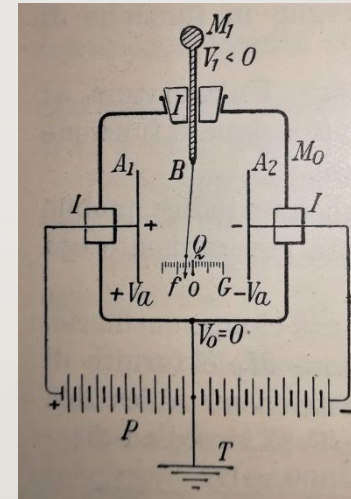 M₁
V₁ < 0
I
A₁ B A₂ M₀
I + - I
Q
+Va f o G -Va
V₀=0
+ -
P
T